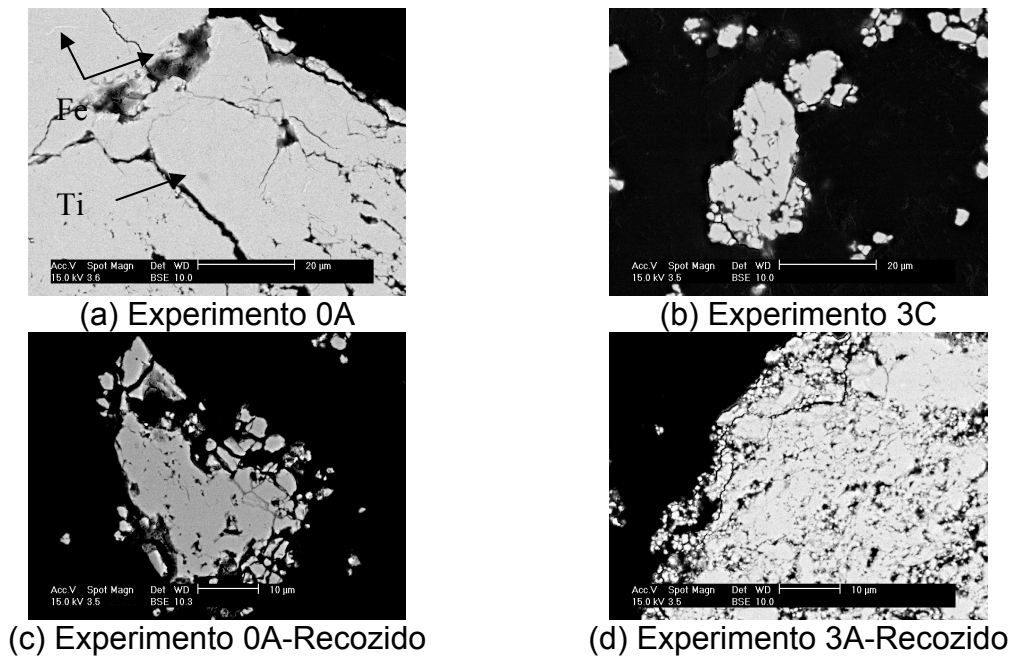 Fe
Ti
Acc.V Spot Magn Det WD 20 µm
15.0 kV 3.6 BSE 10.0
(a) Experimento 0A
Acc.V Spot Magn Det WD 20 µm
15.0 kV 3.5 BSE 10.0
(b) Experimento 3C
Acc.V Spot Magn Det WD 10 µm
15.0 kV 3.5 BSE 10.3
(c) Experimento 0A-Recozido
Acc.V Spot Magn Det WD 10 µm
15.0 kV 3.5 BSE 10.0
(d) Experimento 3A-Recozido